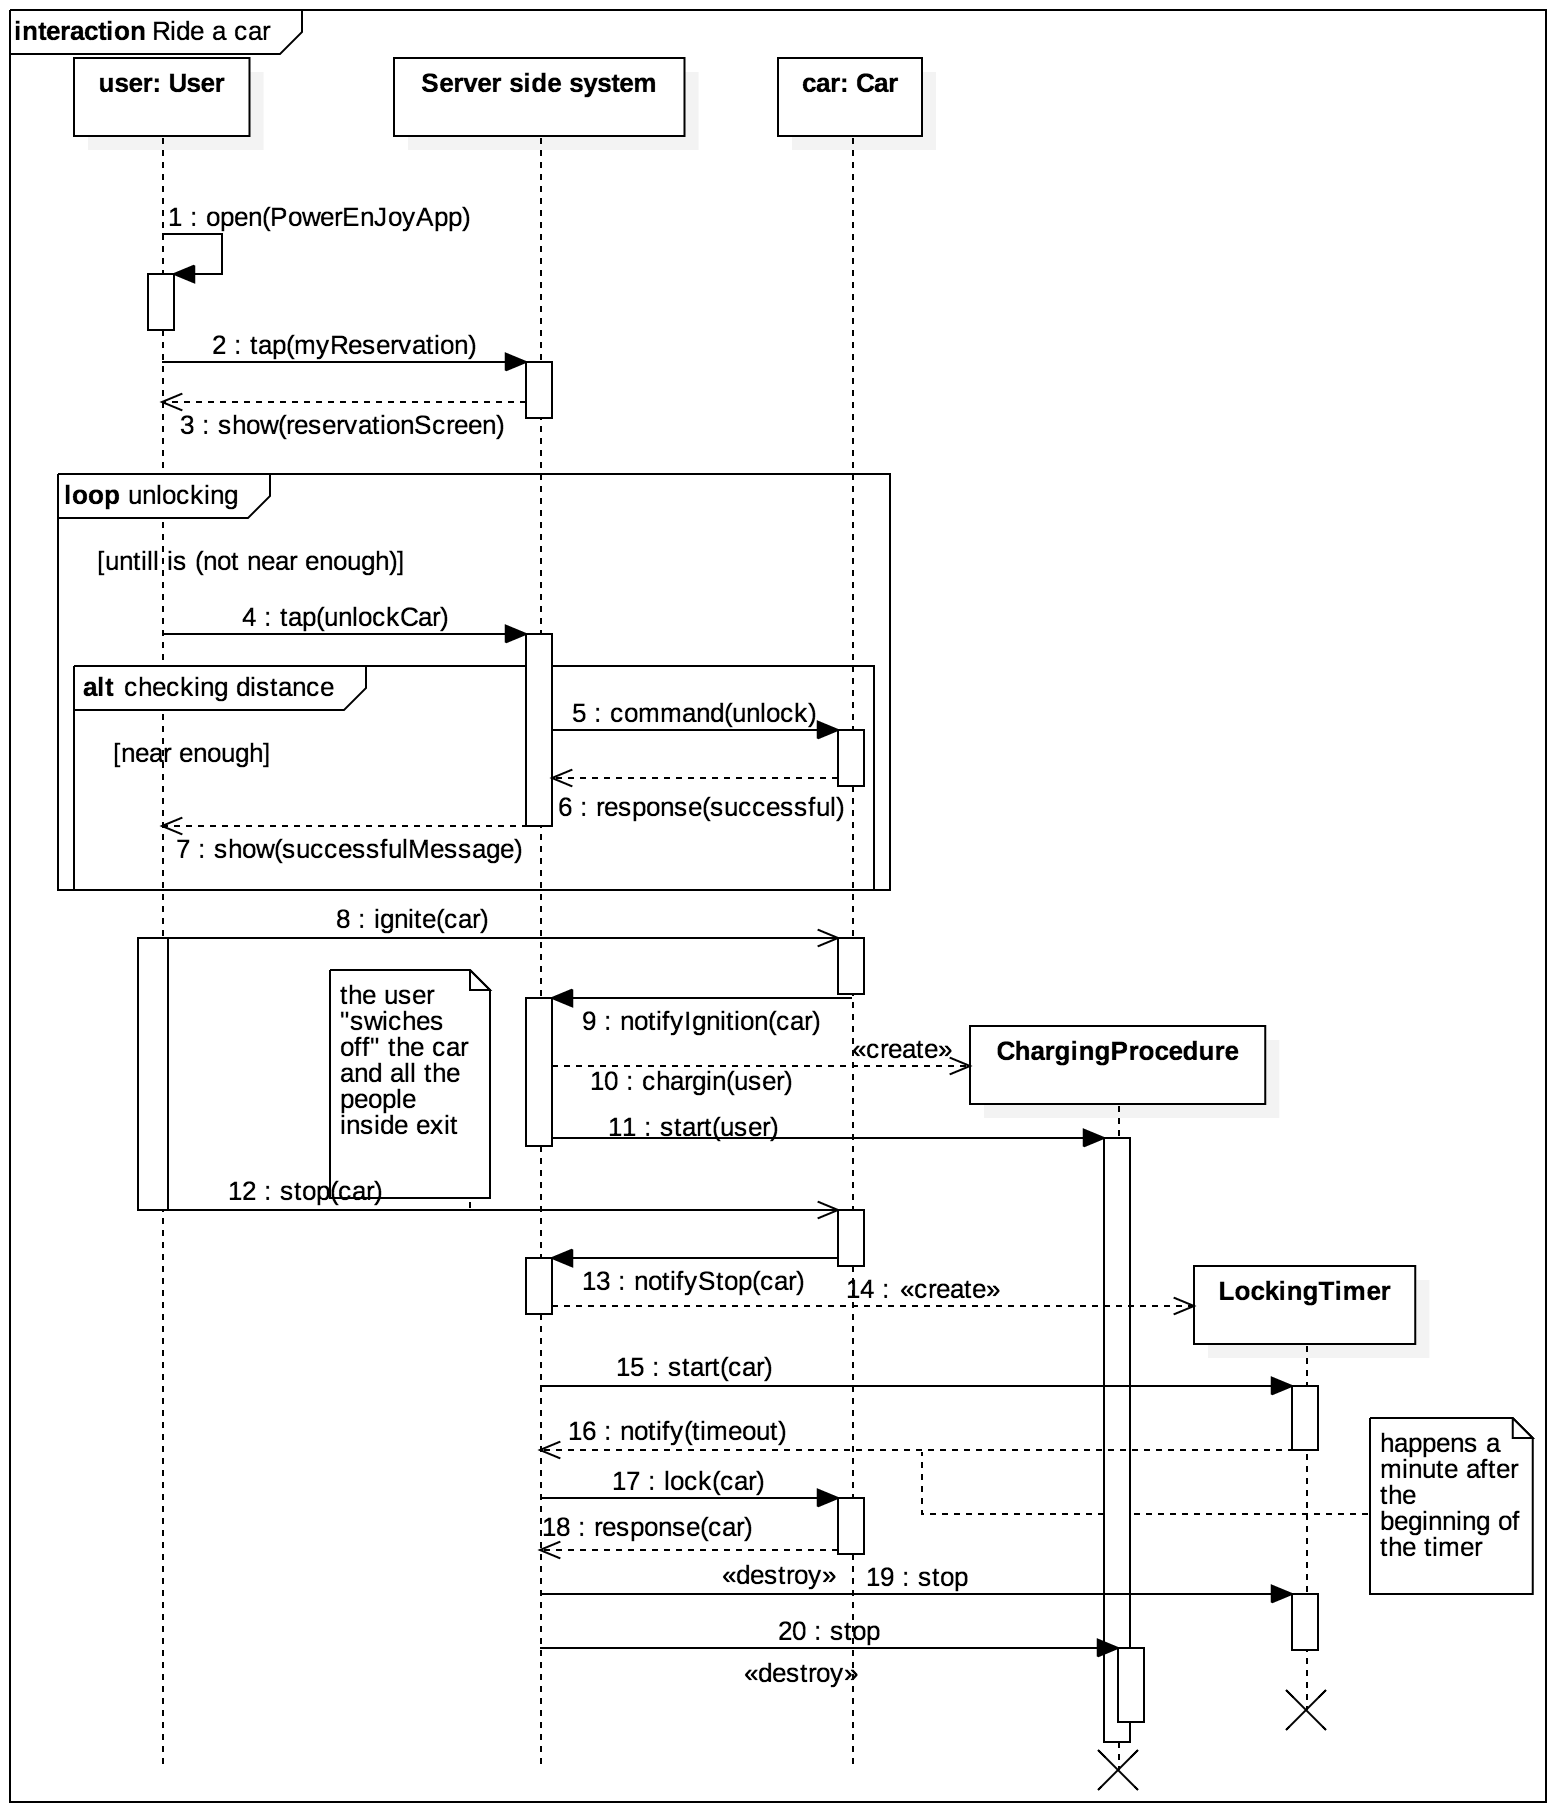 interaction Ride a car
user: User
Server side system
car: Car
1 : open(PowerEnJoyApp)
2 : tap(myReservation)
3 : show(reservationScreen)
loop unlocking
[untill is (not near enough)]
4 : tap(unlockCar)
alt checking distance
5 : command(unlock)
[near enough]
6 : response(successful)
7 : show(successfulMessage)
8 : ignite(car)
the user
"swiches
off" the car
and all the
people
inside exit
9 : notifyIgnition(car)
«create»
ChargingProcedure
10 : chargin(user)
11 : start(user)
12 : stop(car)
13 : notifyStop(car)
14 : «create»
LockingTimer
15 : start(car)
16 : notify(timeout)
happens a
minute after
the
beginning of
the timer
17 : lock(car)
18 : response(car)
«destroy» 19 : stop
20 : stop
«destroy»